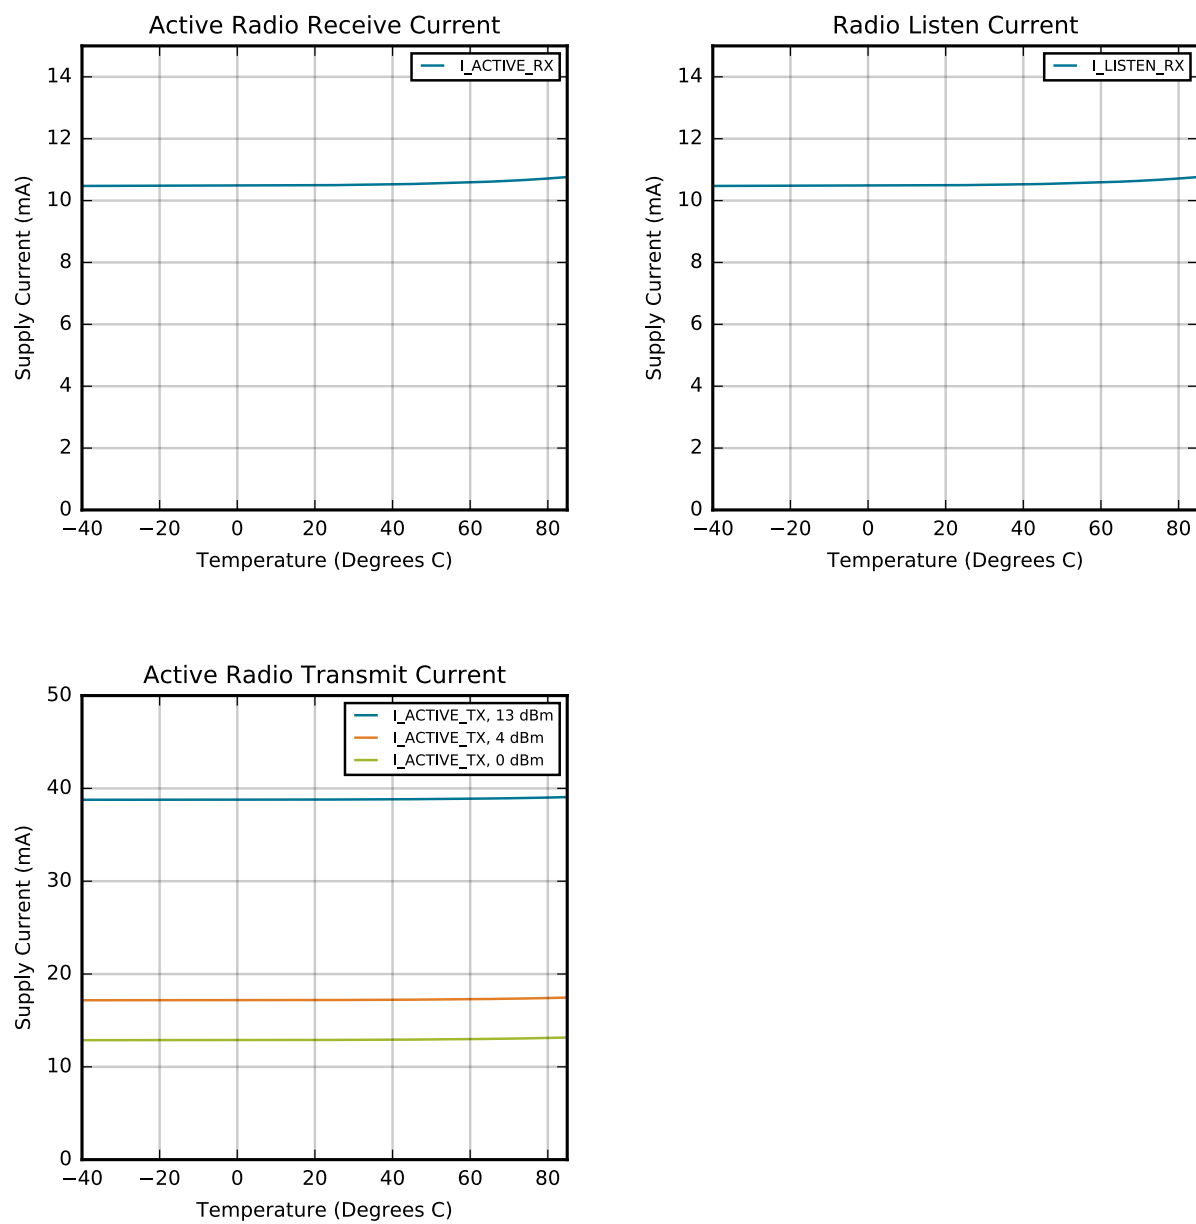 Active Radio Receive Current
I_ACTIVE_RX
14
12
10
8
6
4
2
0
Supply Current (mA)
−40 −20 0 20 40 60 80
Temperature (Degrees C)
Radio Listen Current
I_LISTEN_RX
14
12
10
8
6
4
2
0
Supply Current (mA)
−40 −20 0 20 40 60 80
Temperature (Degrees C)
Active Radio Transmit Current
I_ACTIVE_TX, 13 dBm
I_ACTIVE_TX, 4 dBm
I_ACTIVE_TX, 0 dBm
50
40
30
20
10
0
Supply Current (mA)
−40 −20 0 20 40 60 80
Temperature (Degrees C)